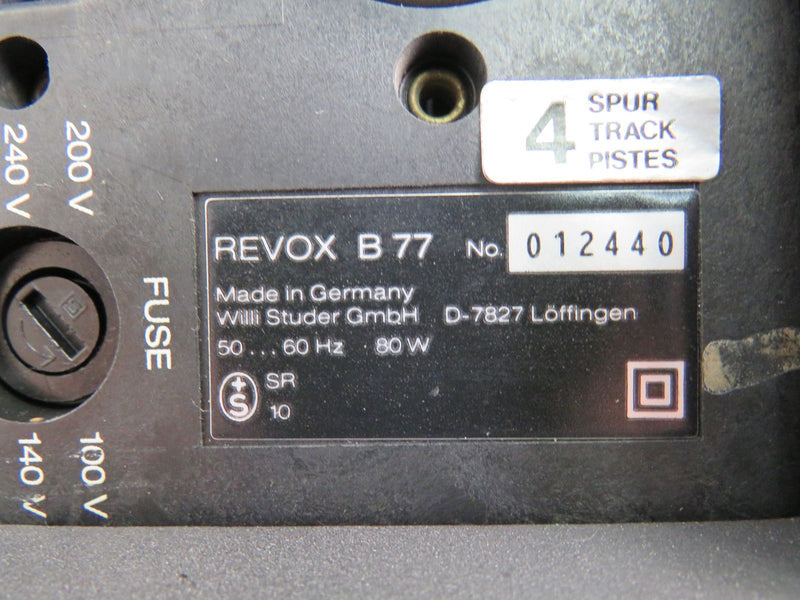 4
SPUR
TRACK
PISTES
200 V
240 V
FUSE
100 V
140 V
REVOX B 77 No. 012440
Made in Germany
Willi Studer GmbH D-7827 Löffingen
50 ... 60 Hz 80 W
+S SR
10